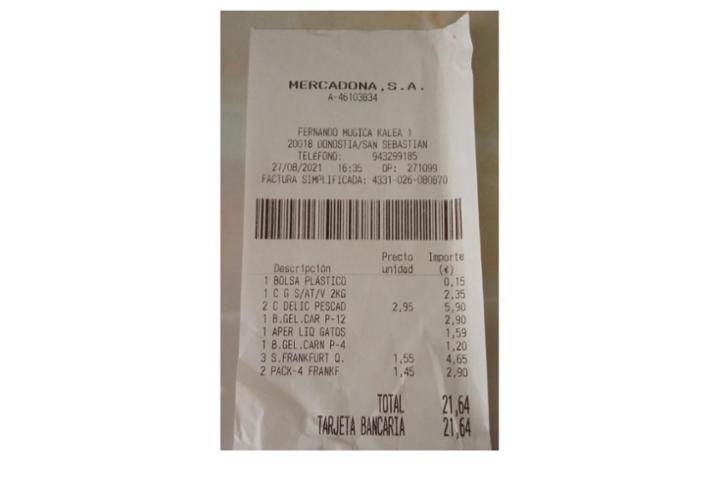 MERCADONA,S.A.
A-46103834
FERNANDO MUGICA KALEA 1
20018 DONOSTIA/SAN SEBASTIÁN
TELÉFONO: 943299185
27/08/2021 16:35 OP: 271099
FACTURA SIMPLIFICADA: 4331-026-080870
Precio Importe
Descripción unidad (€)
1 BOLSA PLÁSTICO 0,15
1 C G S/AT/V 2KG 2,35
2 C DELIC PESCAD 2,95 5,90
1 B.GEL.CAR P-12 2,90
1 APER LIQ GATOS 1,59
1 B.GEL.CARN P-4 1,20
3 S.FRANKFURT Q. 1,55 4,65
2 PACK-4 FRANKF 1,45 2,90
TOTAL 21,64
TARJETA BANCARIA 21,64